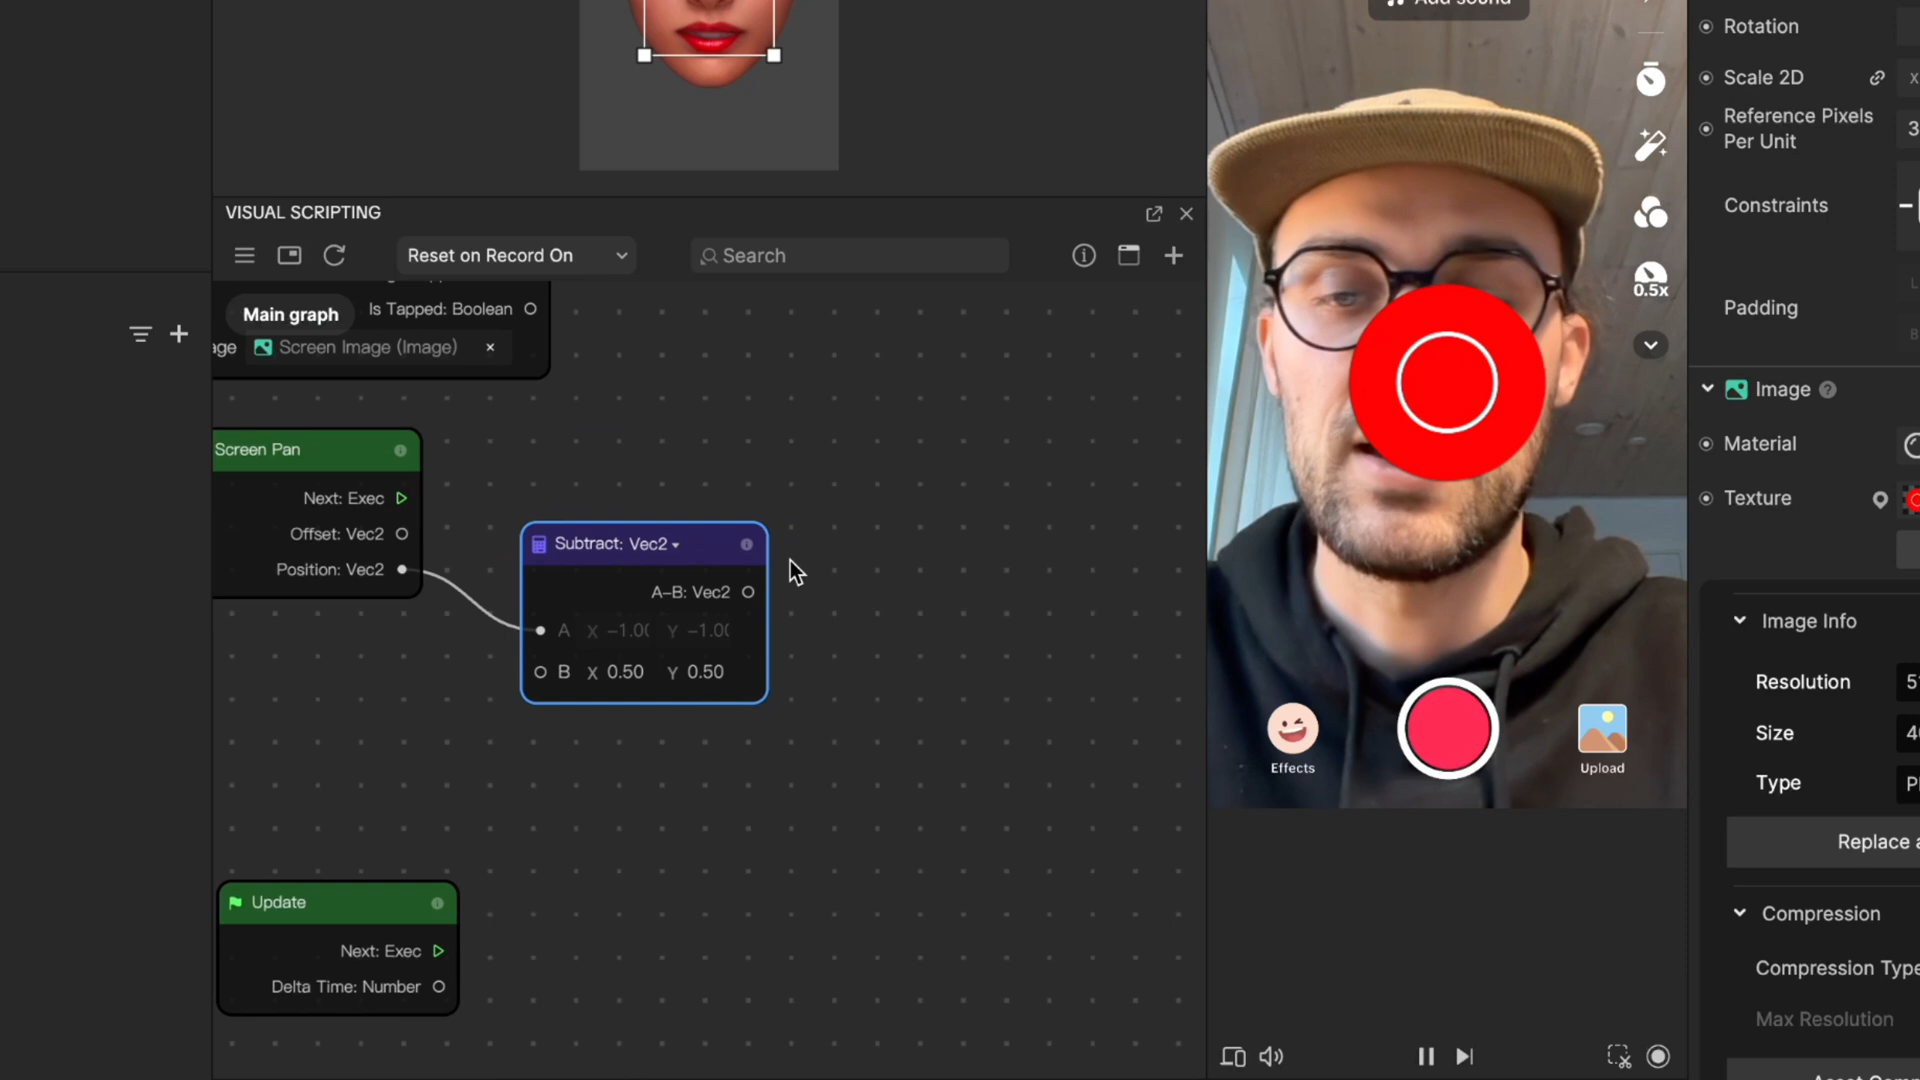 VISUAL SCRIPTING
Reset on Record On
Search
Main graph
Is Tapped: Boolean
Screen Image (Image)
Screen Pan
Next: Exec
Offset: Vec2
Position: Vec2
Subtract: Vec2
A–B: Vec2
A X Y
B X 0.50 Y 0.50
Update
Next: Exec
Delta Time: Number
0.5x
Effects
Upload
Rotation
Scale 2D
Reference Pixels
Per Unit
Constraints
Padding
Image
Material
Texture
Image Info
Resolution
Size
Type
Replace
Compression
Compression Type
Max Resolution